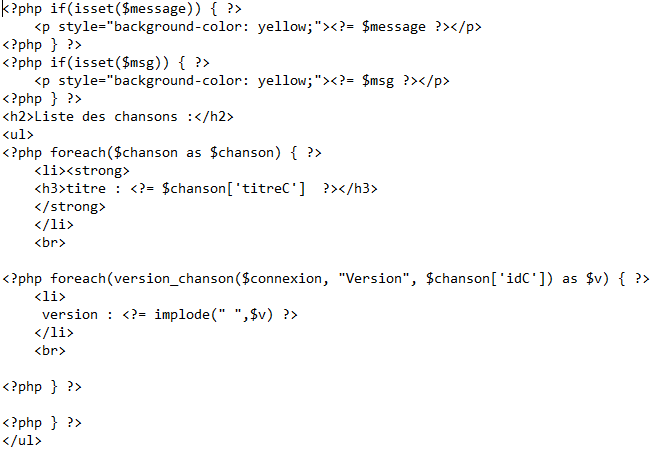 <?php if(isset($message)) { ?>
    <p style="background-color: yellow;"><?= $message ?></p>
<?php } ?>
<?php if(isset($msg)) { ?>
    <p style="background-color: yellow;"><?= $msg ?></p>
<?php } ?>
<h2>Liste des chansons :</h2>
<ul>
<?php foreach($chanson as $chanson) { ?>
    <li><strong>
    <h3>titre : <?= $chanson['titreC']  ?></h3>
    </strong>
    </li>
    <br>

<?php foreach(version_chanson($connexion, "Version", $chanson['idC']) as $v) { ?>
    <li>
     version : <?= implode(" ",$v) ?>
    </li>
    <br>

<?php } ?>

<?php } ?>
</ul>